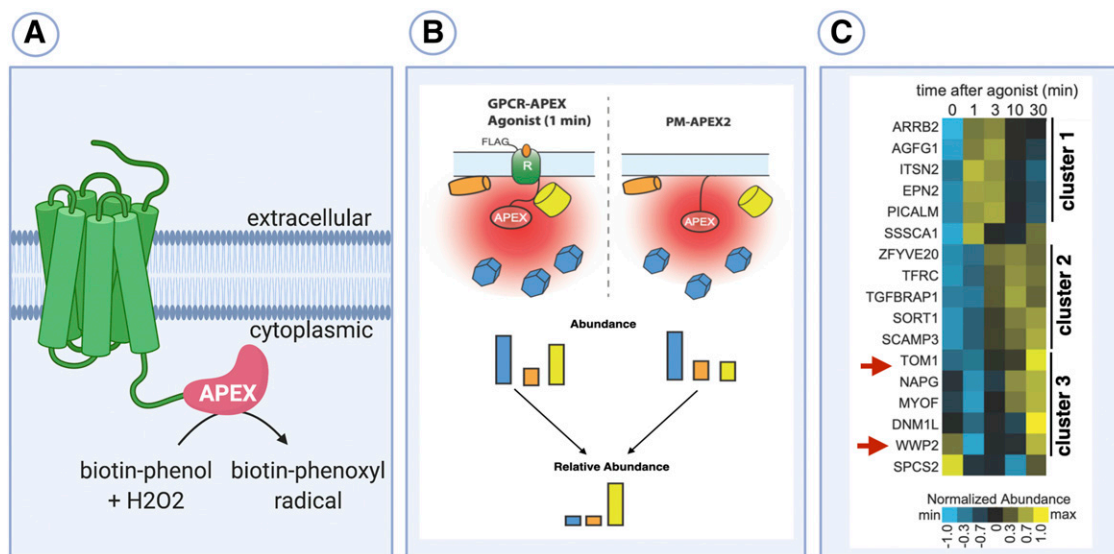 A
extracellular
cytoplasmic
APEX
biotin-phenol biotin-phenoxyl
+ H2O2 radical
B
GPCR-APEX
Agonist (1 min)
PM-APEX2
FLAG
R
APEX
APEX
Abundance
Relative Abundance
C
time after agonist (min)
0 1 3 10 30
ARRB2
AGFG1
ITSN2
EPN2
PICALM
SSSCA1
ZFYVE20
TFRC
TGFBRAP1
SORT1
SCAMP3
TOM1
NAPG
MYOF
DNM1L
WWP2
SPCS2
cluster 1
cluster 2
cluster 3
Normalized Abundance
min max
-1.0 -0.3 -0.7 0 0.3 0.7 1.0